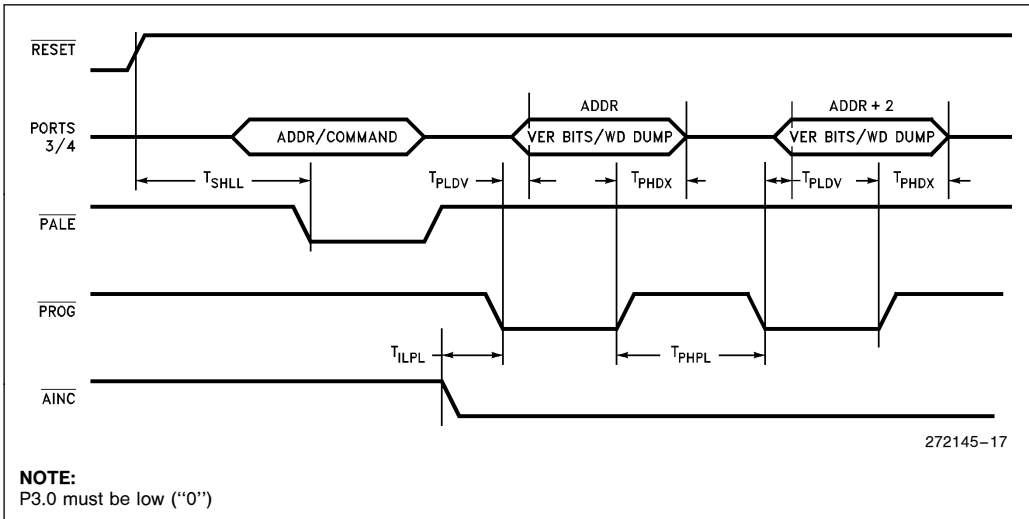 RESET
ADDR
ADDR + 2
PORTS
3/4
ADDR/COMMAND
VER BITS/WD DUMP
VER BITS/WD DUMP
TSHLL
TPLDV
TPHDX
TPLDV
TPHDX
PALE
PROG
TILPL
TPHPL
AINC
272145–17
NOTE:
P3.0 must be low (‘‘0’’)